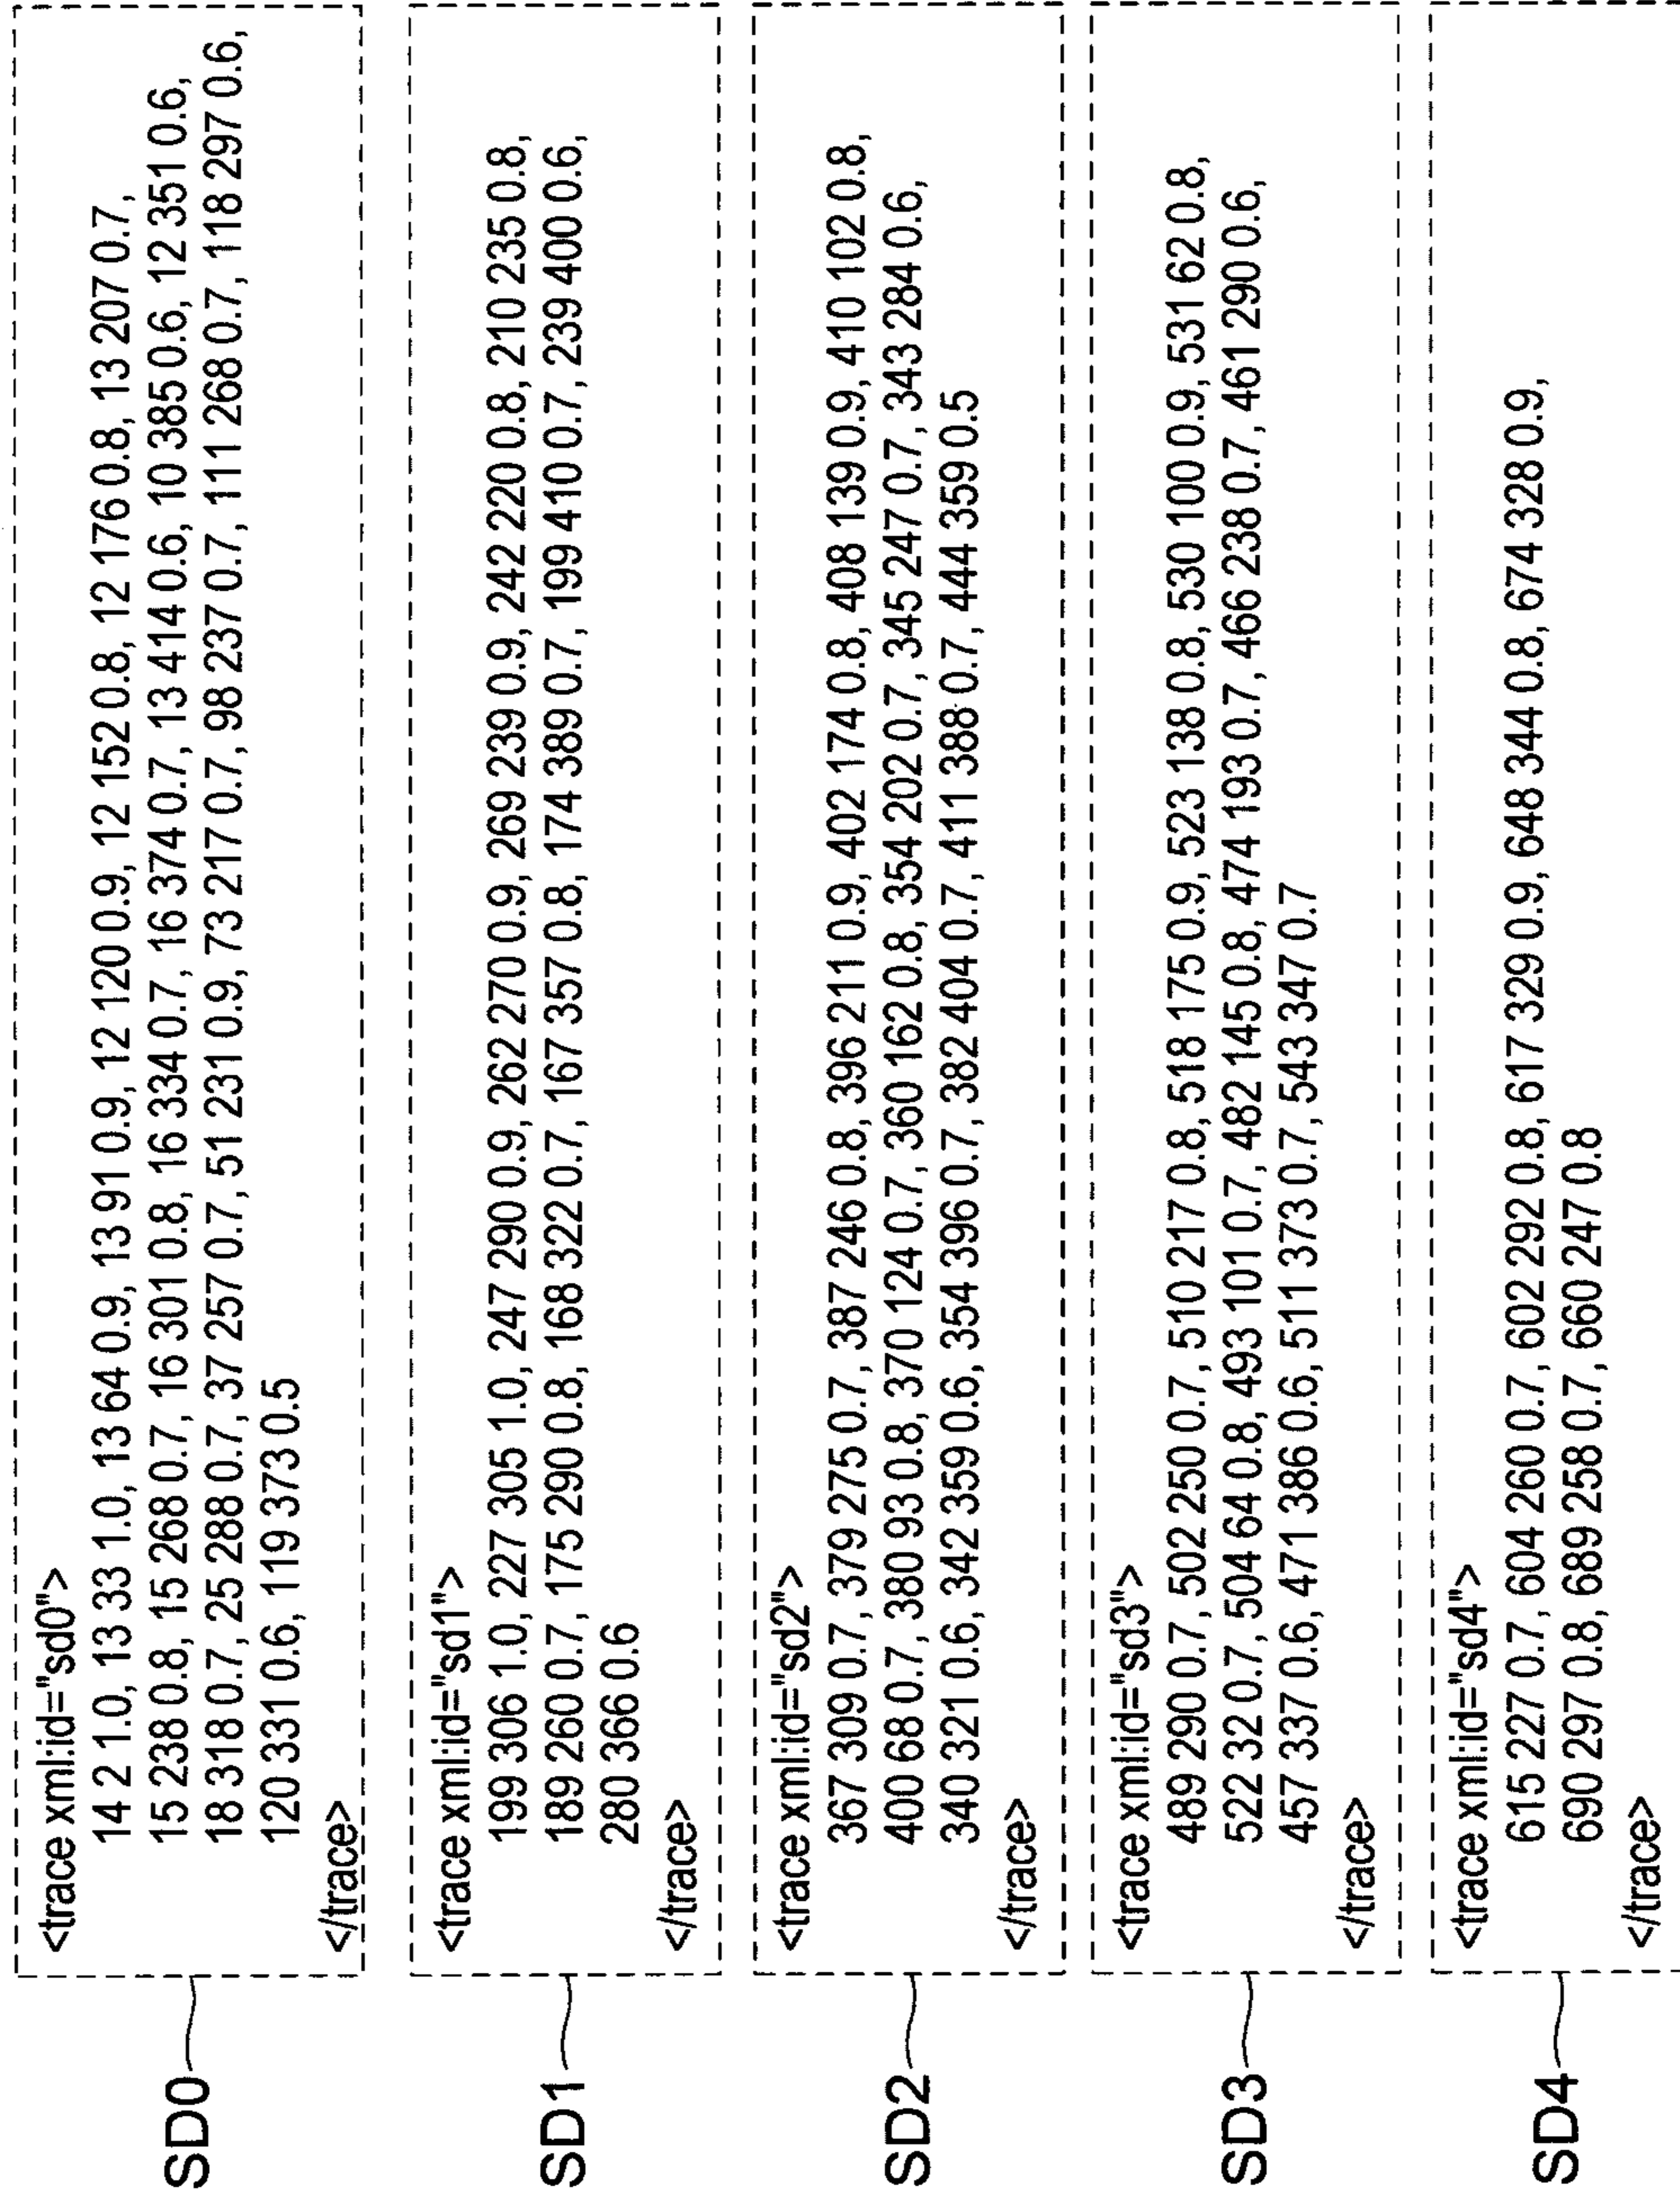 SD0
<trace xml:id="sd0">
14 2 1.0, 13 33 1.0, 13 64 0.9, 13 91 0.9, 12 120 0.9, 12 152 0.8, 12 176 0.8, 13 207 0.7,
15 238 0.8, 15 268 0.7, 16 301 0.8, 16 334 0.7, 16 374 0.7, 13 414 0.6, 10 385 0.6, 12 351 0.6,
18 318 0.7, 25 288 0.7, 37 257 0.7, 51 231 0.9, 73 217 0.7, 98 237 0.7, 111 268 0.7, 118 297 0.6,
120 331 0.6, 119 373 0.5
</trace>
SD1
<trace xml:id="sd1">
199 306 1.0, 227 305 1.0, 247 290 0.9, 262 270 0.9, 269 239 0.9, 242 220 0.8, 210 235 0.8,
189 260 0.7, 175 290 0.8, 168 322 0.7, 167 357 0.8, 174 389 0.7, 199 410 0.7, 239 400 0.6,
280 366 0.6
</trace>
SD2
<trace xml:id="sd2">
367 309 0.7, 379 275 0.7, 387 246 0.8, 396 211 0.9, 402 174 0.8, 408 139 0.9, 410 102 0.8,
400 68 0.7, 380 93 0.8, 370 124 0.7, 360 162 0.8, 354 202 0.7, 345 247 0.7, 343 284 0.6,
340 321 0.6, 342 359 0.6, 354 396 0.7, 382 404 0.7, 411 388 0.7, 444 359 0.5
</trace>
SD3
<trace xml:id="sd3">
489 290 0.7, 502 250 0.7, 510 217 0.8, 518 175 0.9, 523 138 0.8, 530 100 0.9, 531 62 0.8,
522 32 0.7, 504 64 0.8, 493 101 0.7, 482 145 0.8, 474 193 0.7, 466 238 0.7, 461 290 0.6,
457 337 0.6, 471 386 0.6, 511 373 0.7, 543 347 0.7
</trace>
SD4
<trace xml:id="sd4">
615 227 0.7, 604 260 0.7, 602 292 0.8, 617 329 0.9, 648 344 0.8, 674 328 0.9,
690 297 0.8, 689 258 0.7, 660 247 0.8
</trace>